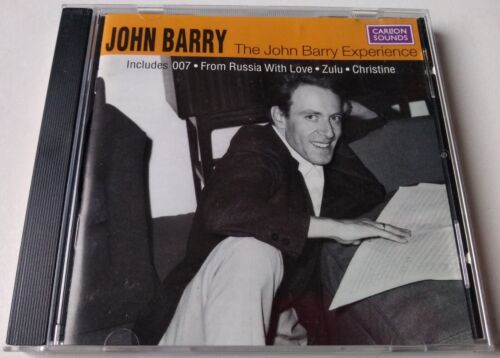 JOHN BARRY The John Barry Experience
CARLTON
SOUNDS
Includes 007 • From Russia With Love • Zulu • Christine